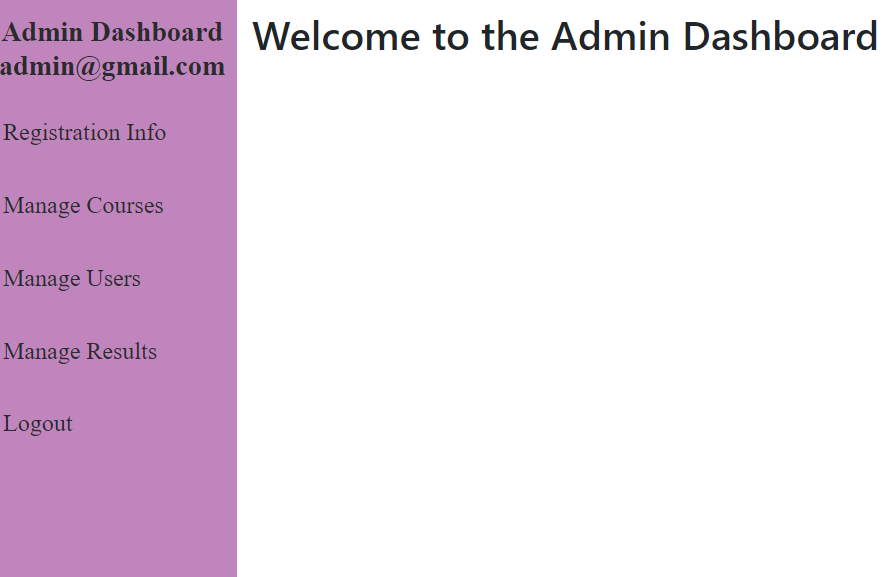 Admin Dashboard
admin@gmail.com
Registration Info
Manage Courses
Manage Users
Manage Results
Logout
Welcome to the Admin Dashboard